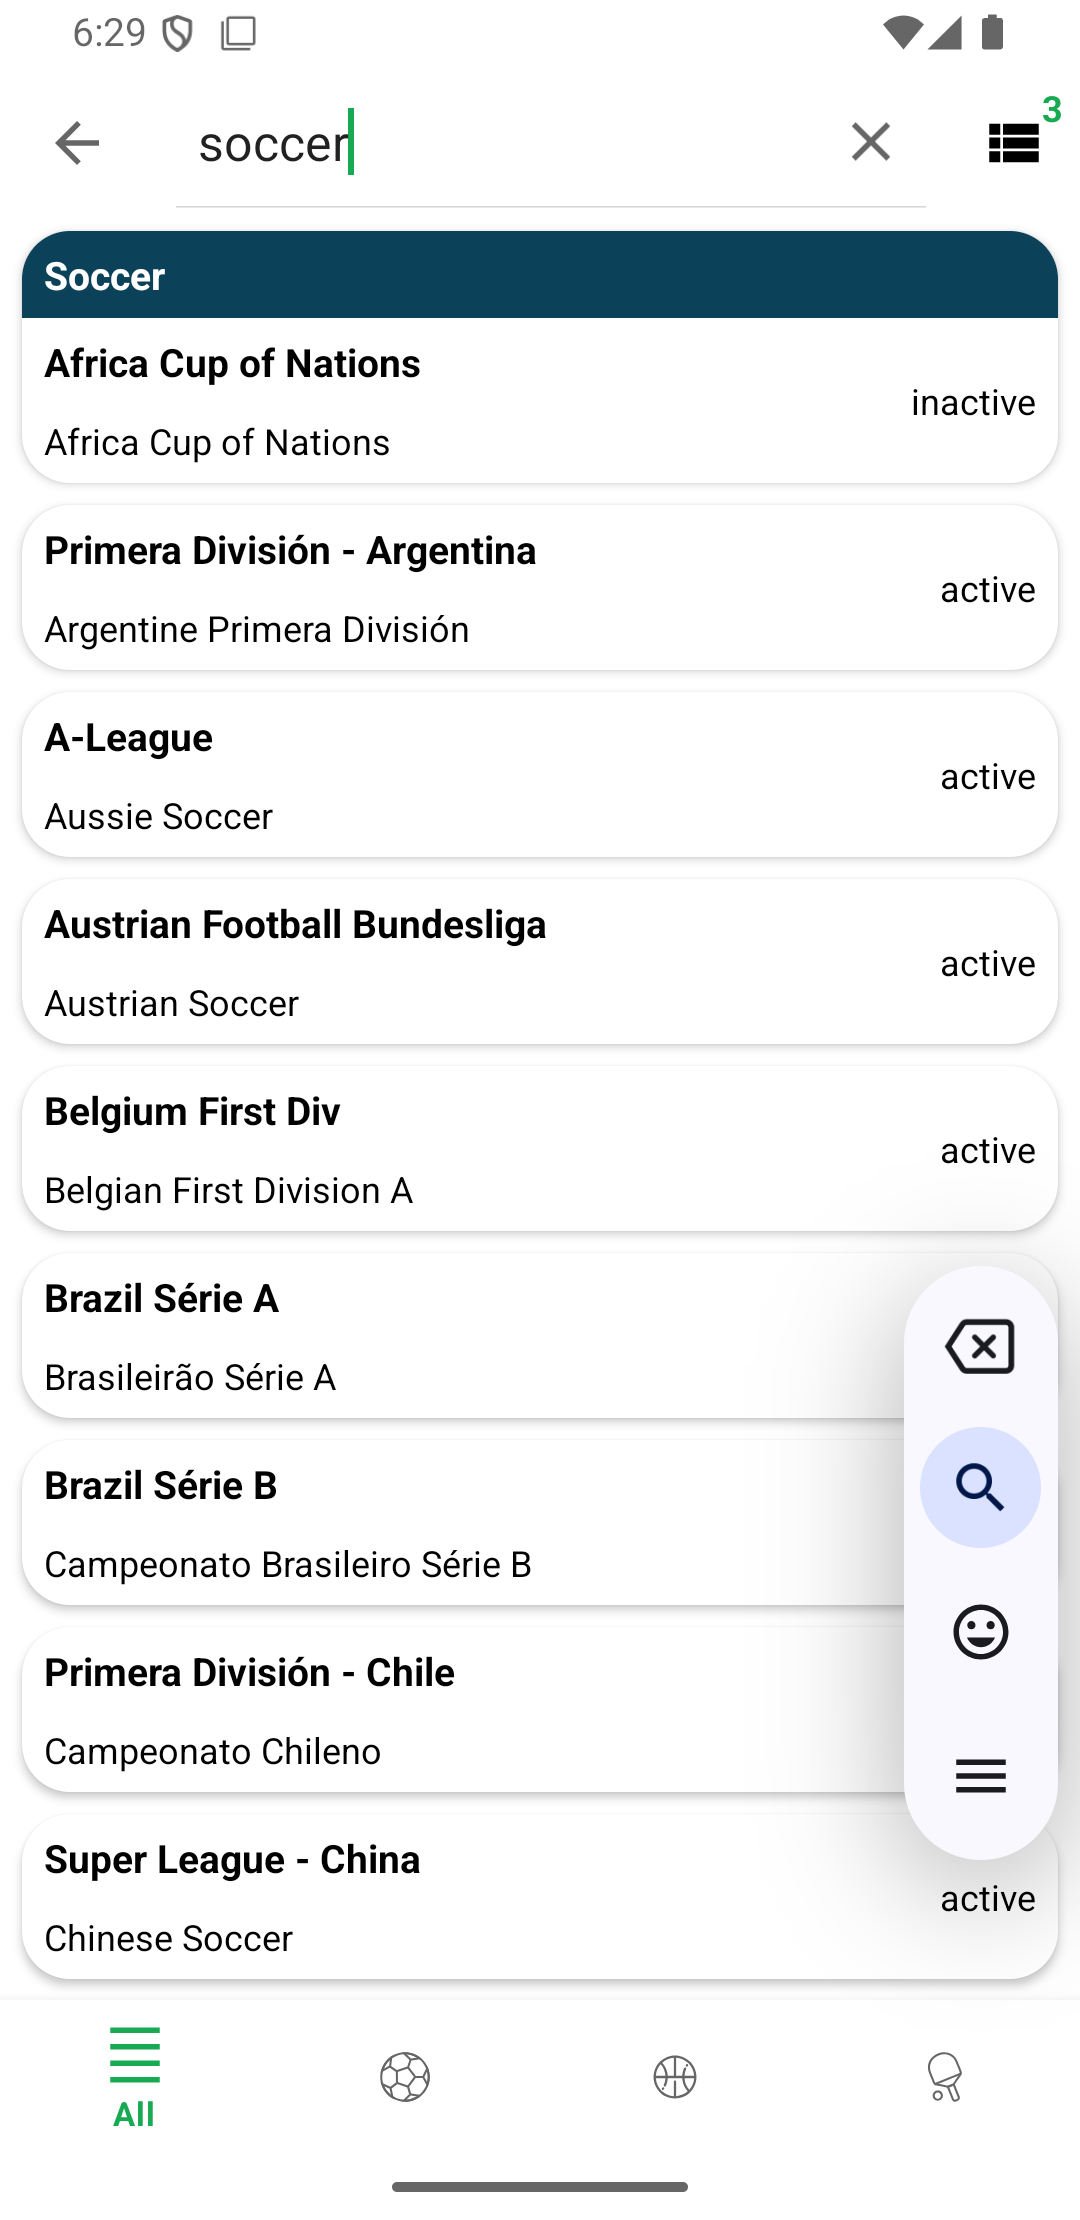 6:29
soccer
3
Soccer
Africa Cup of Nations
inactive
Africa Cup of Nations
Primera División - Argentina
active
Argentine Primera División
A-League
active
Aussie Soccer
Austrian Football Bundesliga
active
Austrian Soccer
Belgium First Div
active
Belgian First Division A
Brazil Série A
Brasileirão Série A
Brazil Série B
Campeonato Brasileiro Série B
Primera División - Chile
Campeonato Chileno
Super League - China
active
Chinese Soccer
All